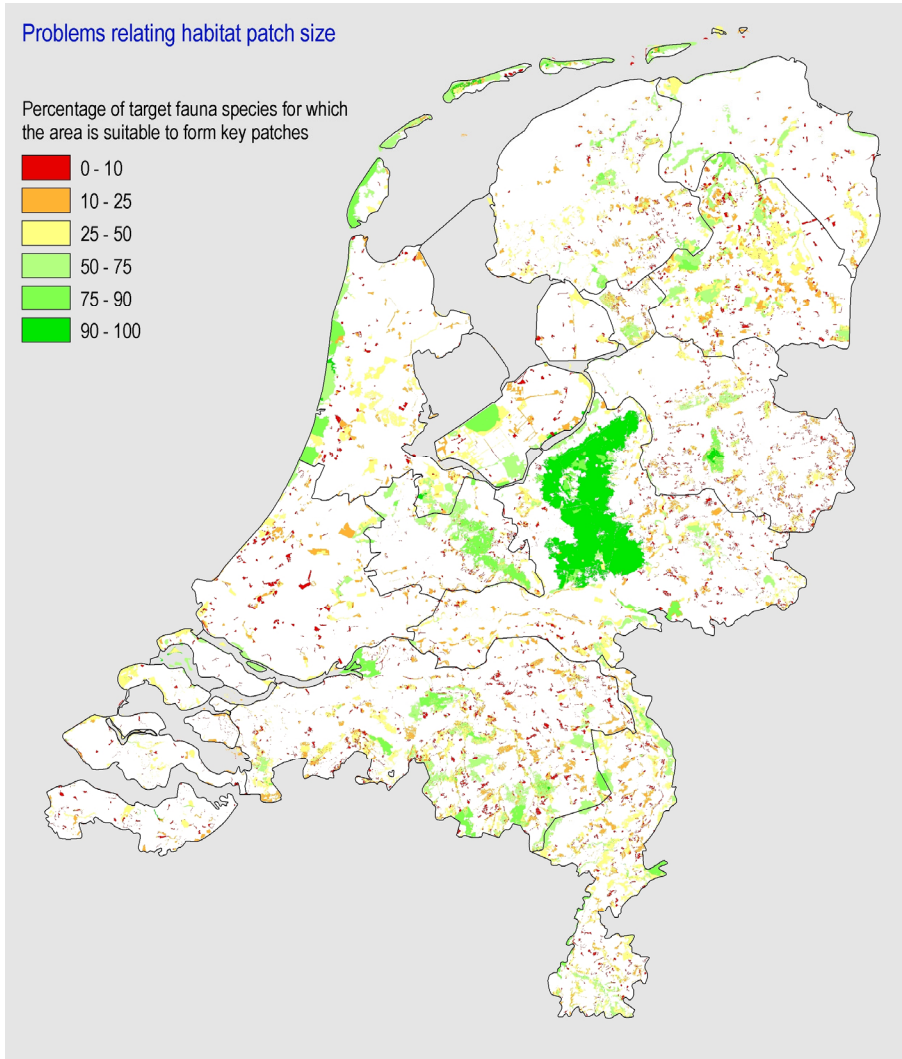 Problems relating habitat patch size
Percentage of target fauna species for which
the area is suitable to form key patches
0 - 10
10 - 25
25 - 50
50 - 75
75 - 90
90 - 100